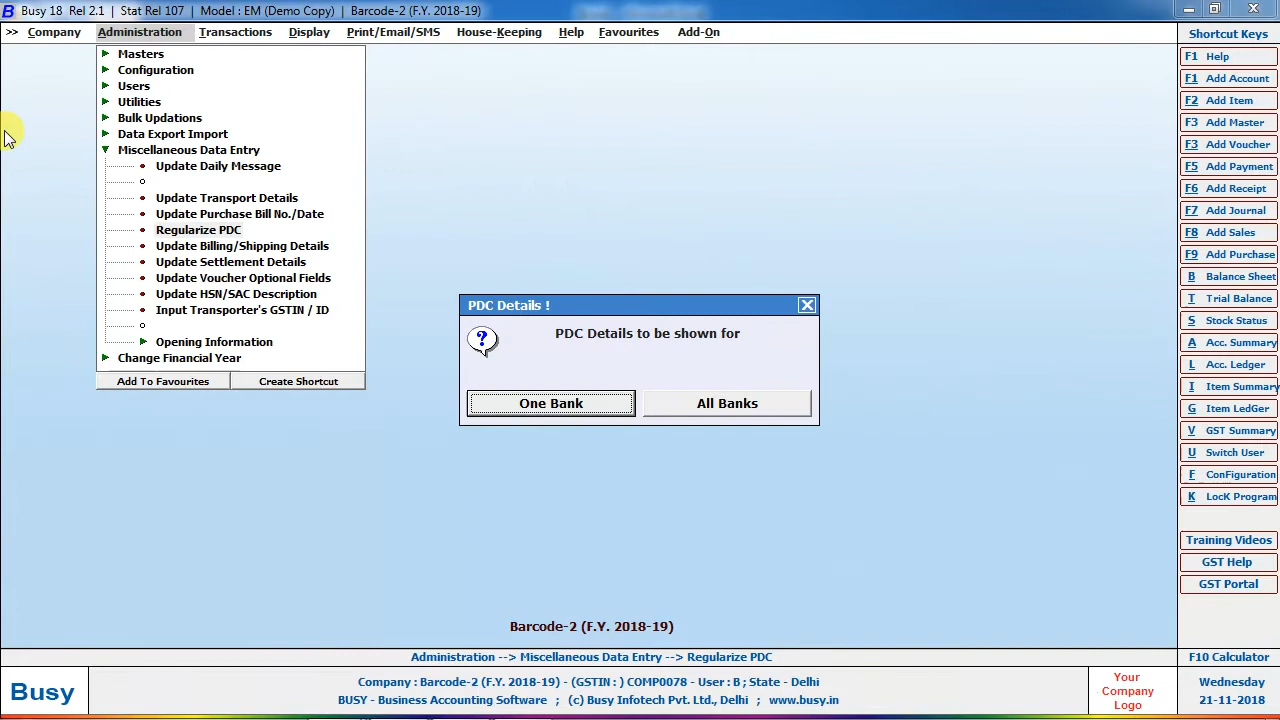 Busy 18 Rel 2.1 | Stat Rel 107 | Model : EM (Demo Copy) | Barcode-2 (F.Y. 2018-19)
>> Company Administration Transactions Display Print/Email/SMS House-Keeping Help Favourites Add-On
Masters
Configuration
Users
Utilities
Bulk Updations
Data Export Import
Miscellaneous Data Entry
Update Daily Message
Update Transport Details
Update Purchase Bill No./Date
Regularize PDC
Update Billing/Shipping Details
Update Settlement Details
Update Voucher Optional Fields
Update HSN/SAC Description
Input Transporter's GSTIN / ID
Opening Information
Change Financial Year
Add To Favourites Create Shortcut
PDC Details !
? PDC Details to be shown for
One Bank All Banks
Shortcut Keys
F1 Help
F1 Add Account
F2 Add Item
F3 Add Master
F3 Add Voucher
F5 Add Payment
F6 Add Receipt
F7 Add Journal
F8 Add Sales
F9 Add Purchase
B Balance Sheet
T Trial Balance
S Stock Status
A Acc. Summary
L Acc. Ledger
I Item Summary
G Item LedGer
V GST Summary
U Switch User
F ConFiguration
K LocK Program
Training Videos
GST Help
GST Portal
Barcode-2 (F.Y. 2018-19)
Administration --> Miscellaneous Data Entry --> Regularize PDC
F10 Calculator
Busy
Company : Barcode-2 (F.Y. 2018-19) - (GSTIN : ) COMP0078 - User : B ; State - Delhi
BUSY - Business Accounting Software ; (c) Busy Infotech Pvt. Ltd., Delhi ; www.busy.in
Your
Company
Logo
Wednesday
21-11-2018